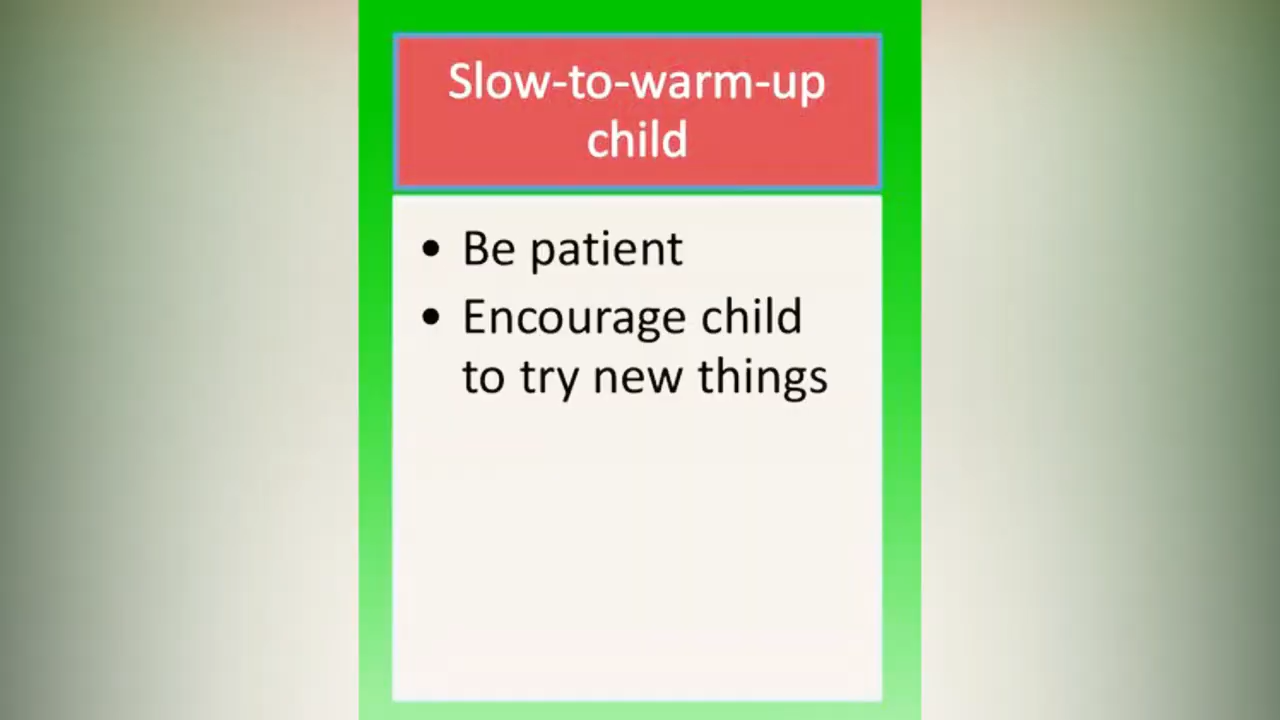 Slow-to-warm-up
child
• Be patient
• Encourage child
to try new things